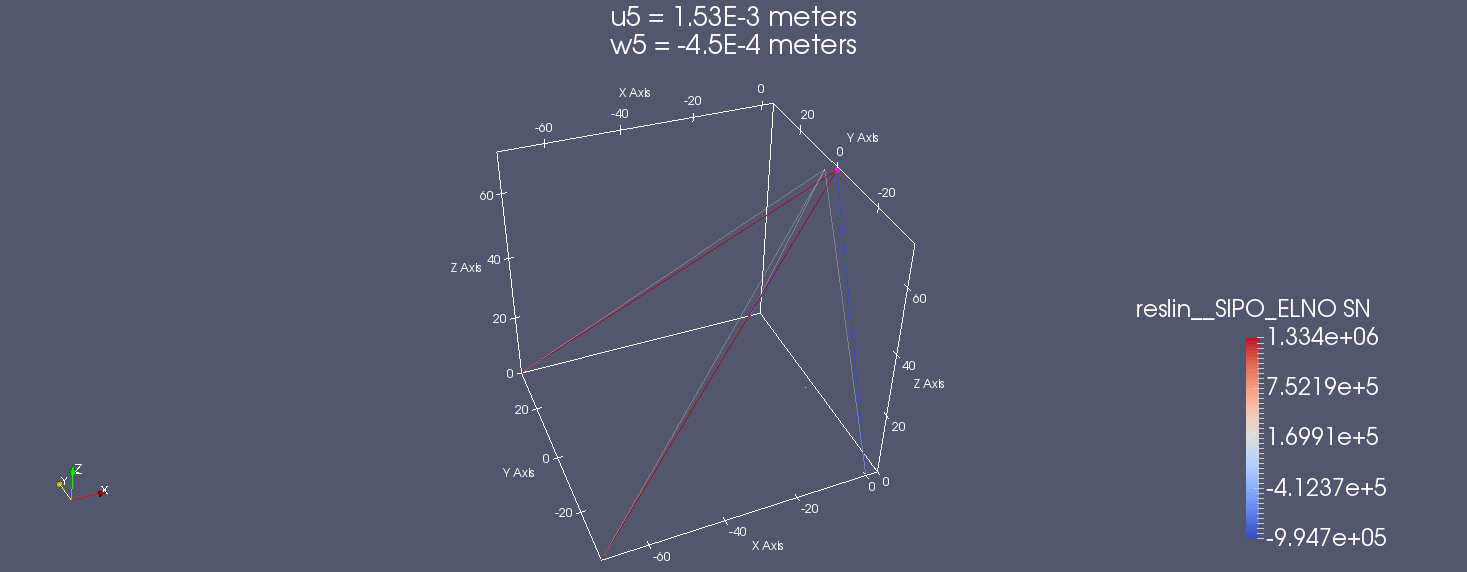 u5 = 1.53E-3 meters
w5 = -4.5E-4 meters
X Axis
-60
-40
-20
0
20
Y Axis
0
-20
60
40
Z Axis
20
0
60
40
Z Axis
20
0
20
0
Y Axis
-20
-60
-40
-20
0
X Axis
reslin__SIPO_ELNO SN
1.334e+06
7.5219e+5
1.6991e+5
-4.1237e+5
-9.947e+05
Z
Y
X